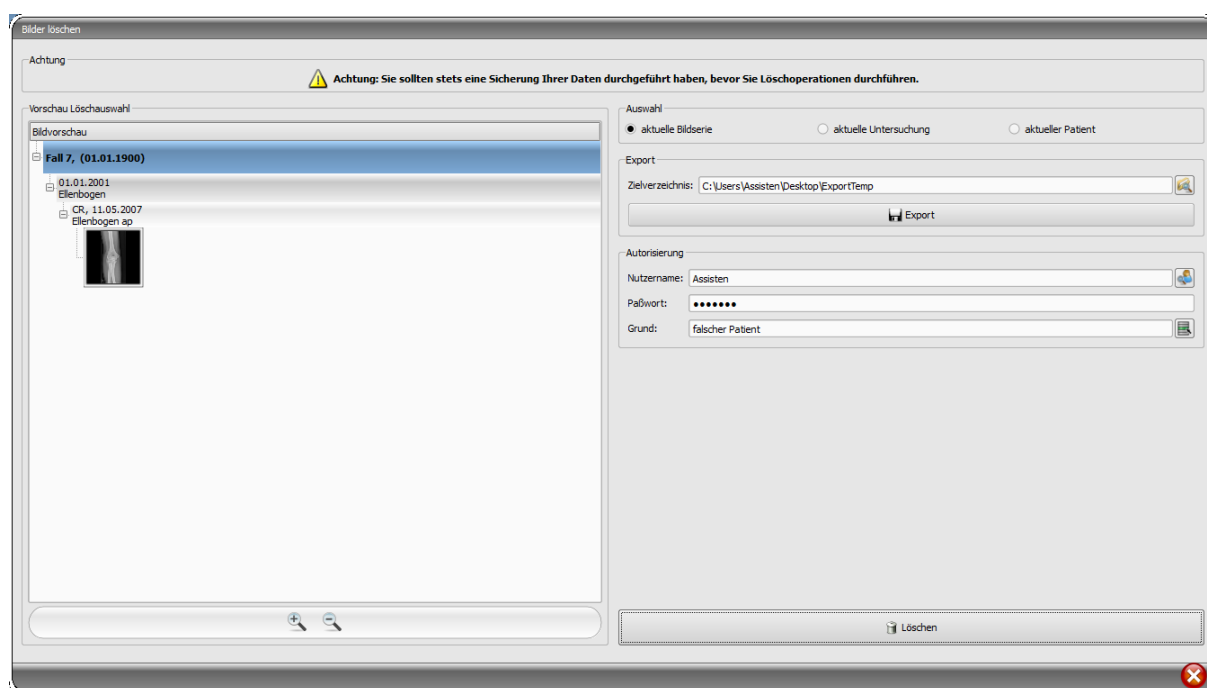 Bilder löschen
Achtung
Achtung: Sie sollten stets eine Sicherung Ihrer Daten durchgeführt haben, bevor Sie Löschoperationen durchführen.
Vorschau Löschauswahl
Bildvorschau
Fall 7, (01.01.1900)
01.01.2001
Ellenbogen
CR, 11.05.2007
Ellenbogen ap
Auswahl
aktuelle Bildserie
aktuelle Untersuchung
aktueller Patient
Export
Zielverzeichnis: C:\Users\Assisten\Desktop\ExportTemp
Export
Autorisierung
Nutzername: Assisten
Paßwort: •••••••
Grund: falscher Patient
Löschen